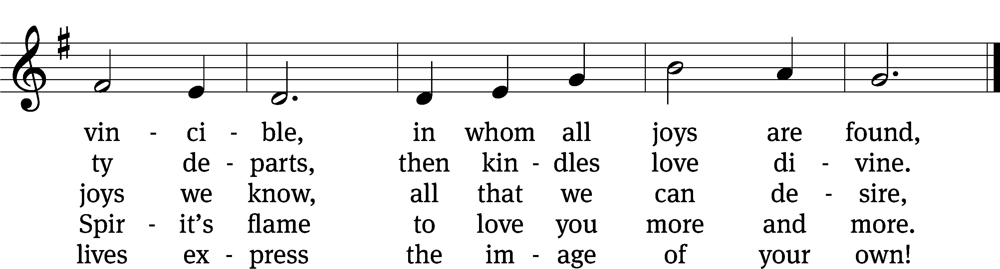 vin - ci - ble, in whom all joys are found,
ty de - parts, then kin - dles love di - vine.
joys we know, all that we can de - sire,
Spir - it’s flame to love you more and more.
lives ex - press the im - age of your own!